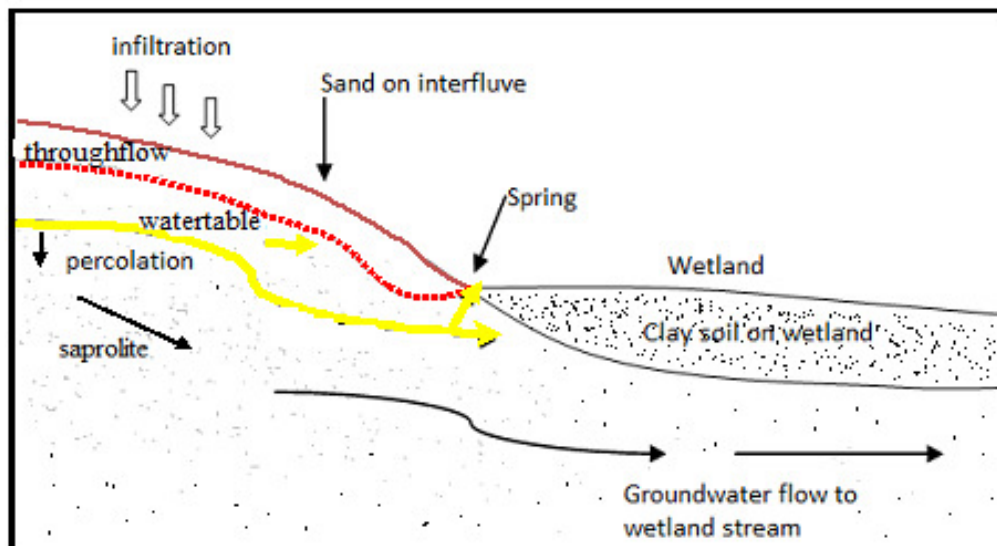 infiltration
Sand on interfluve
throughflow
Spring
watertable
percolation
Wetland
Clay soil on wetland
saprolite
Groundwater flow to
wetland stream